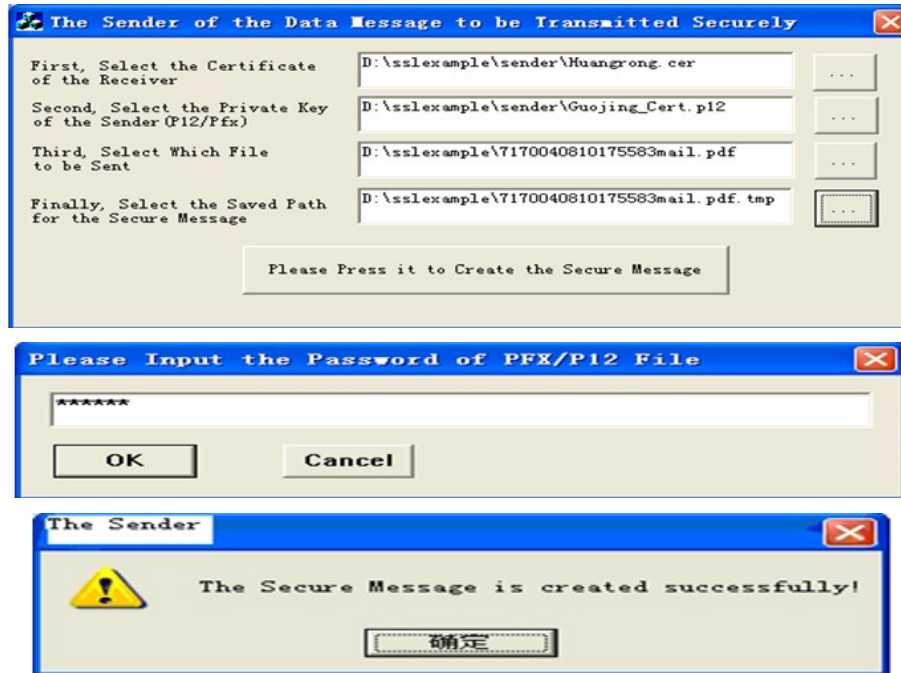 The Sender of the Data Message to be Transmitted Securely
First, Select the Certificate
of the Receiver
D:\sslexample\sender\Huangrong.cer
...
Second, Select the Private Key
of the Sender(P12/Pfx)
D:\sslexample\sender\Guojing_Cert.p12
...
Third, Select Which File
to be Sent
D:\sslexample\7170040810175583mail.pdf
...
Finally, Select the Saved Path
for the Secure Message
D:\sslexample\7170040810175583mail.pdf.tmp
...
Please Press it to Create the Secure Message
Please Input the Password of PFX/P12 File
******
OK
Cancel
The Sender
The Secure Message is created successfully!
确定